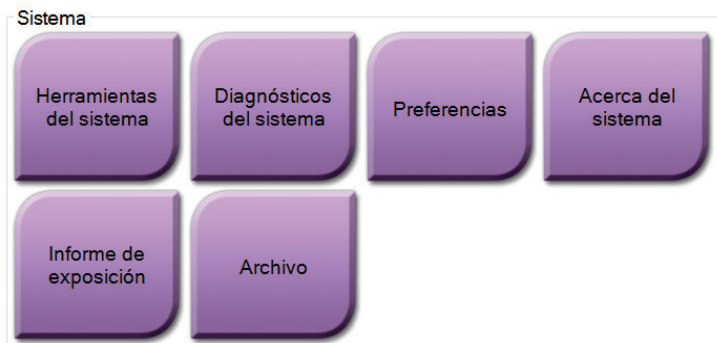 Sistema
Herramientas
del sistema
Diagnósticos
del sistema
Preferencias
Acerca del
sistema
Informe de
exposición
Archivo